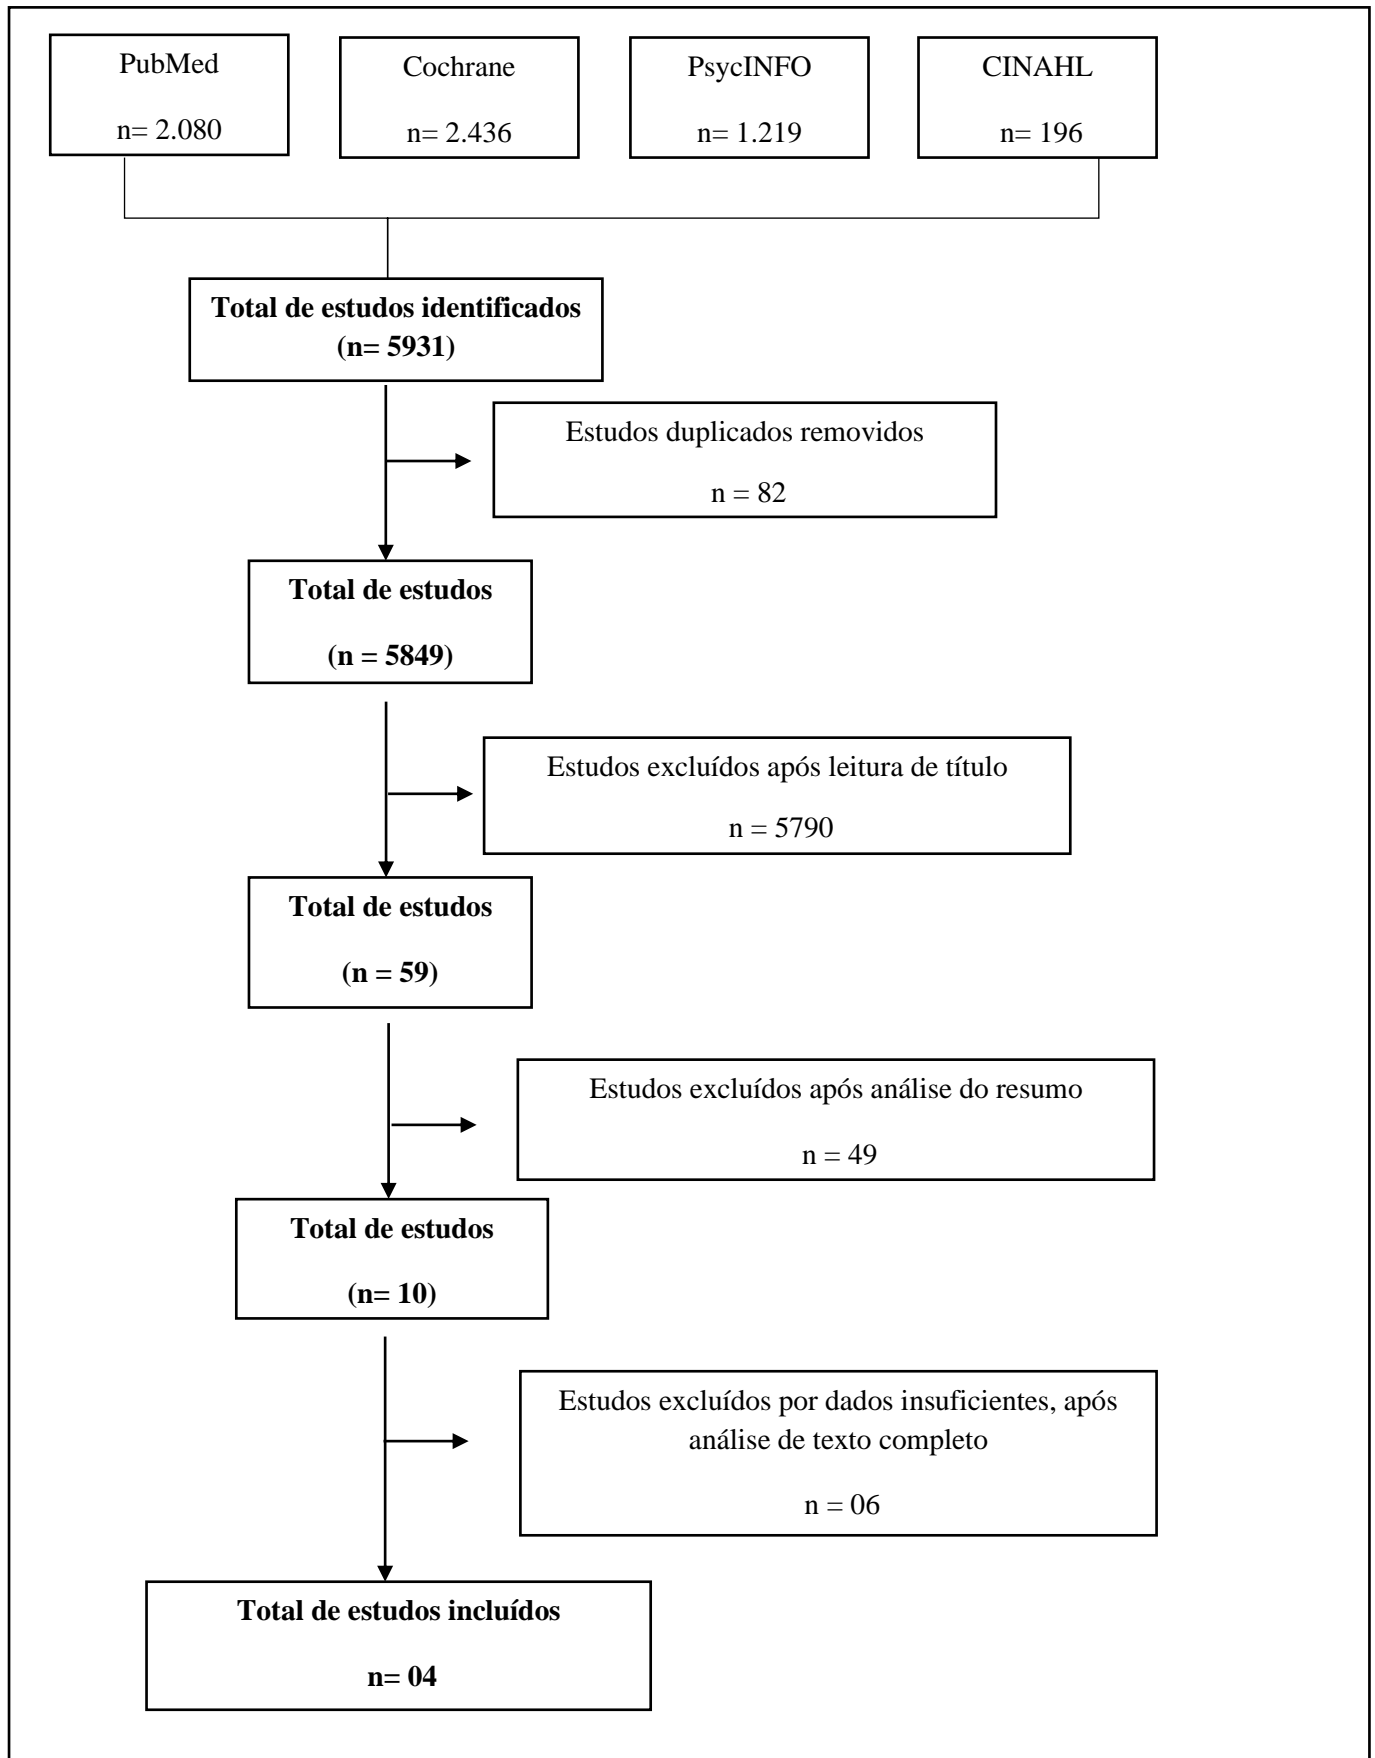 PubMed
n= 2.080
Cochrane
n= 2.436
PsycINFO
n= 1.219
CINAHL
n= 196
Total de estudos identificados
(n= 5931)
Estudos duplicados removidos
n = 82
Total de estudos
(n = 5849)
Estudos excluídos após leitura de título
n = 5790
Total de estudos
(n = 59)
Estudos excluídos após análise do resumo
n = 49
Total de estudos
(n= 10)
Estudos excluídos por dados insuficientes, após
análise de texto completo
n = 06
Total de estudos incluídos
n= 04